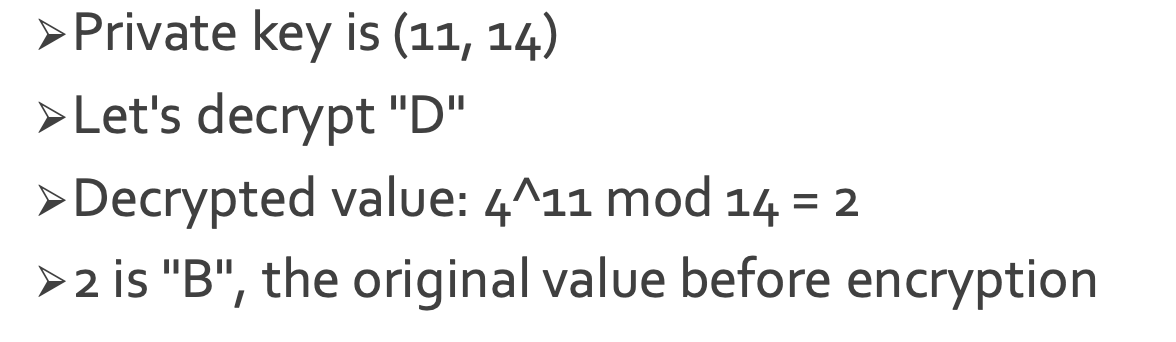 ➢Private key is (11, 14)
➢Let's decrypt "D"
➢Decrypted value: 4^11 mod 14 = 2
➢2 is "B", the original value before encryption